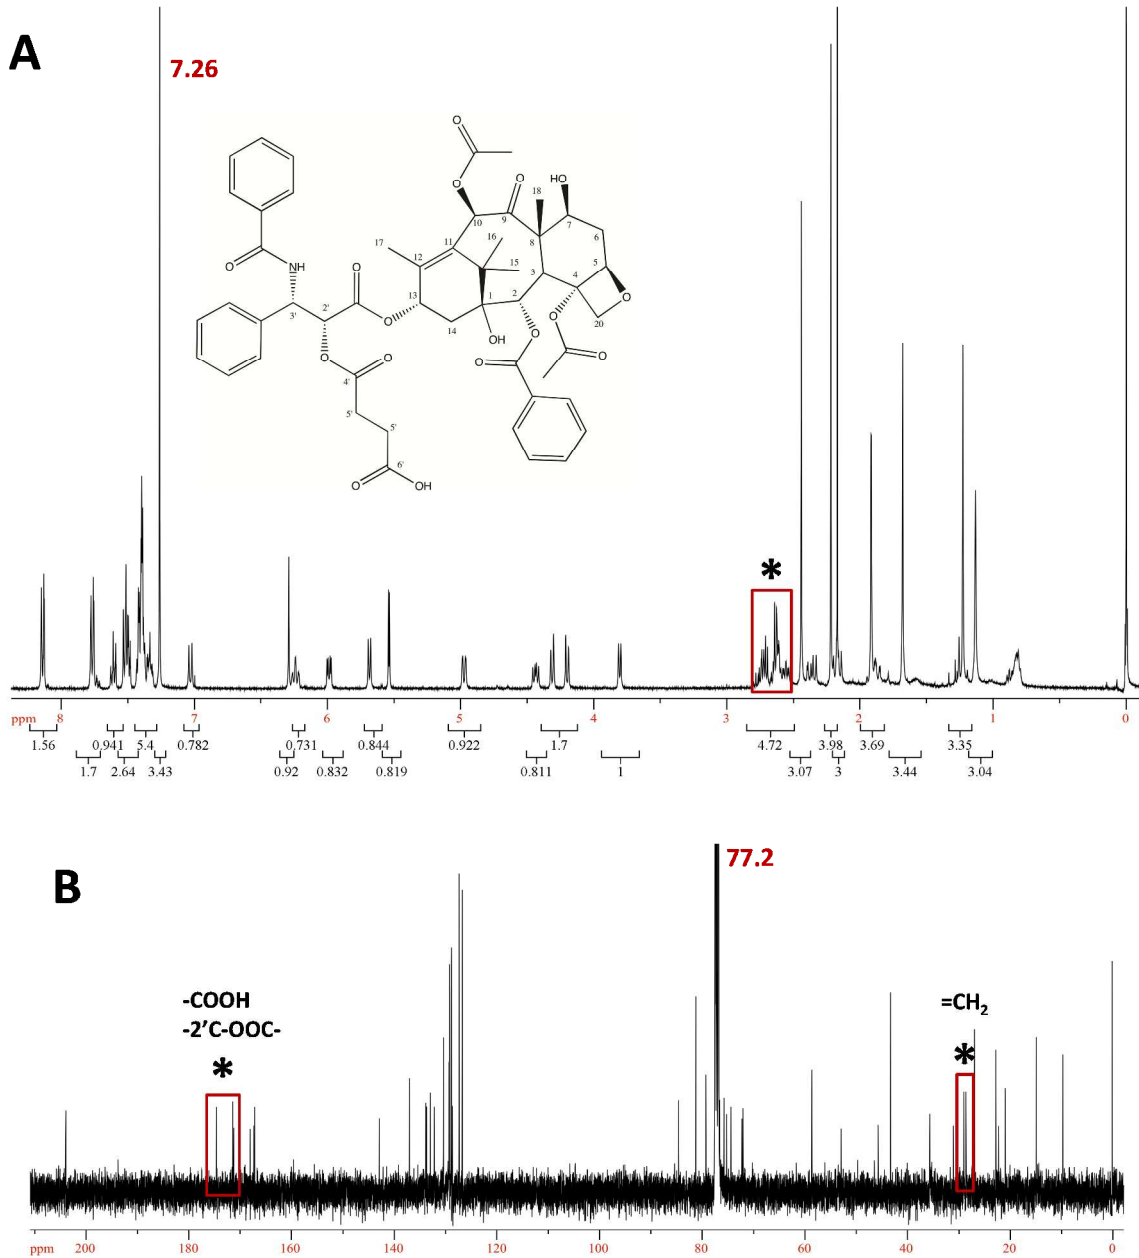 A
7.26
O
O
O
HO
18
10
9
7
17
16
11
6
8
12
5
O
NH
O
15
3
4
13
1
2
O
2'
3'
O
14
20
OH
O
O
O
O
O
O
4'
5'
5'
6'
O
OH
*
ppm
8
7
6
5
4
3
2
1
0
1.56
0.941
5.4
0.782
0.731
0.844
0.922
1.7
4.72
3.98
3.69
3.35
1.7
2.64
3.43
0.92
0.832
0.819
0.811
1
3.07
3
3.44
3.04
B
77.2
-COOH
-2'C-OOC-
*
=CH₂
*
ppm
200
180
160
140
120
100
80
60
40
20
0